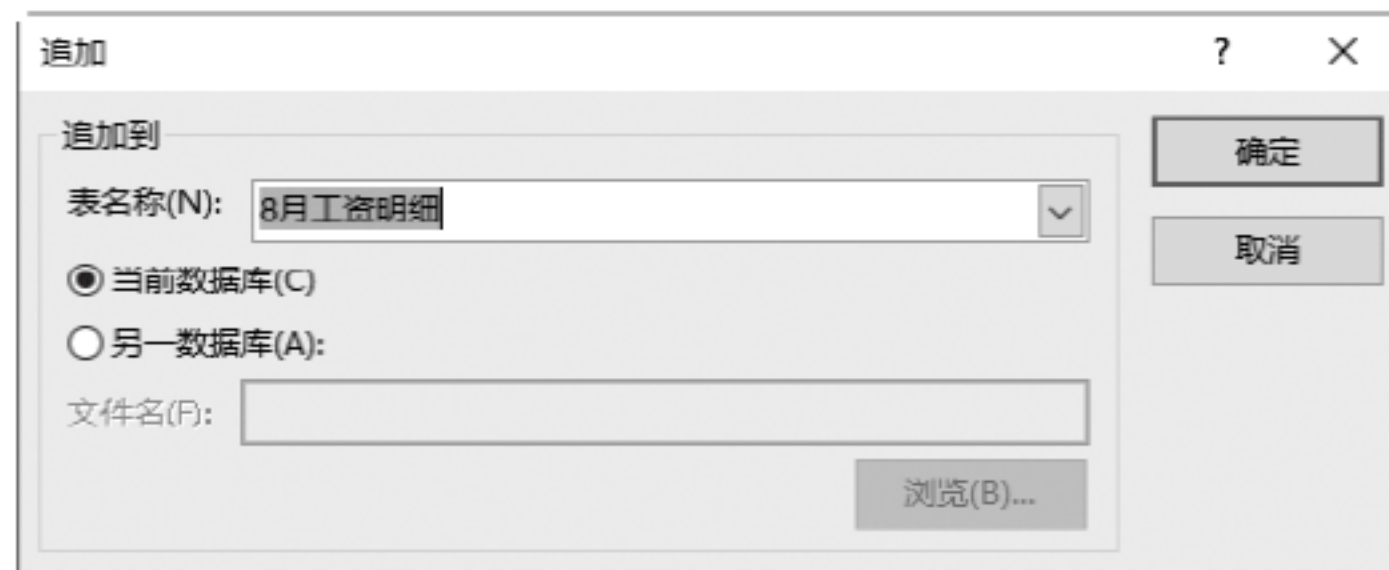 追加
?
追加到
确定
表名称(N): 8月工资明细
取消
当前数据库(C)
另一数据库(A):
文件名(F):
浏览(B)...